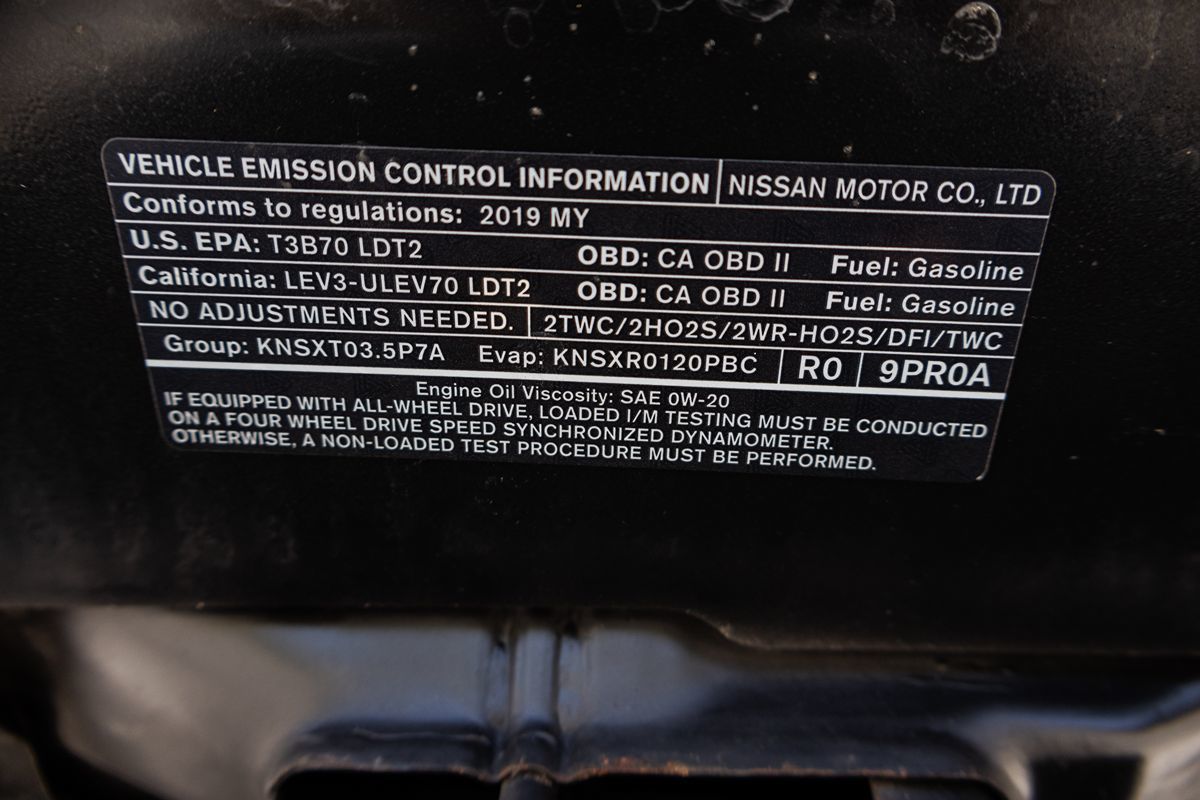 VEHICLE EMISSION CONTROL INFORMATION NISSAN MOTOR CO., LTD
Conforms to regulations: 2019 MY
U.S. EPA: T3B70 LDT2 OBD: CA OBD II Fuel: Gasoline
California: LEV3-ULEV70 LDT2 OBD: CA OBD II Fuel: Gasoline
NO ADJUSTMENTS NEEDED. 2TWC/2HO2S/2WR-HO2S/DFI/TWC
Group: KNSXT03.5P7A Evap: KNSXR0120PBC R0 9PR0A
Engine Oil Viscosity: SAE 0W-20
IF EQUIPPED WITH ALL-WHEEL DRIVE, LOADED I/M TESTING MUST BE CONDUCTED
ON A FOUR WHEEL DRIVE SPEED SYNCHRONIZED DYNAMOMETER.
OTHERWISE, A NON-LOADED TEST PROCEDURE MUST BE PERFORMED.